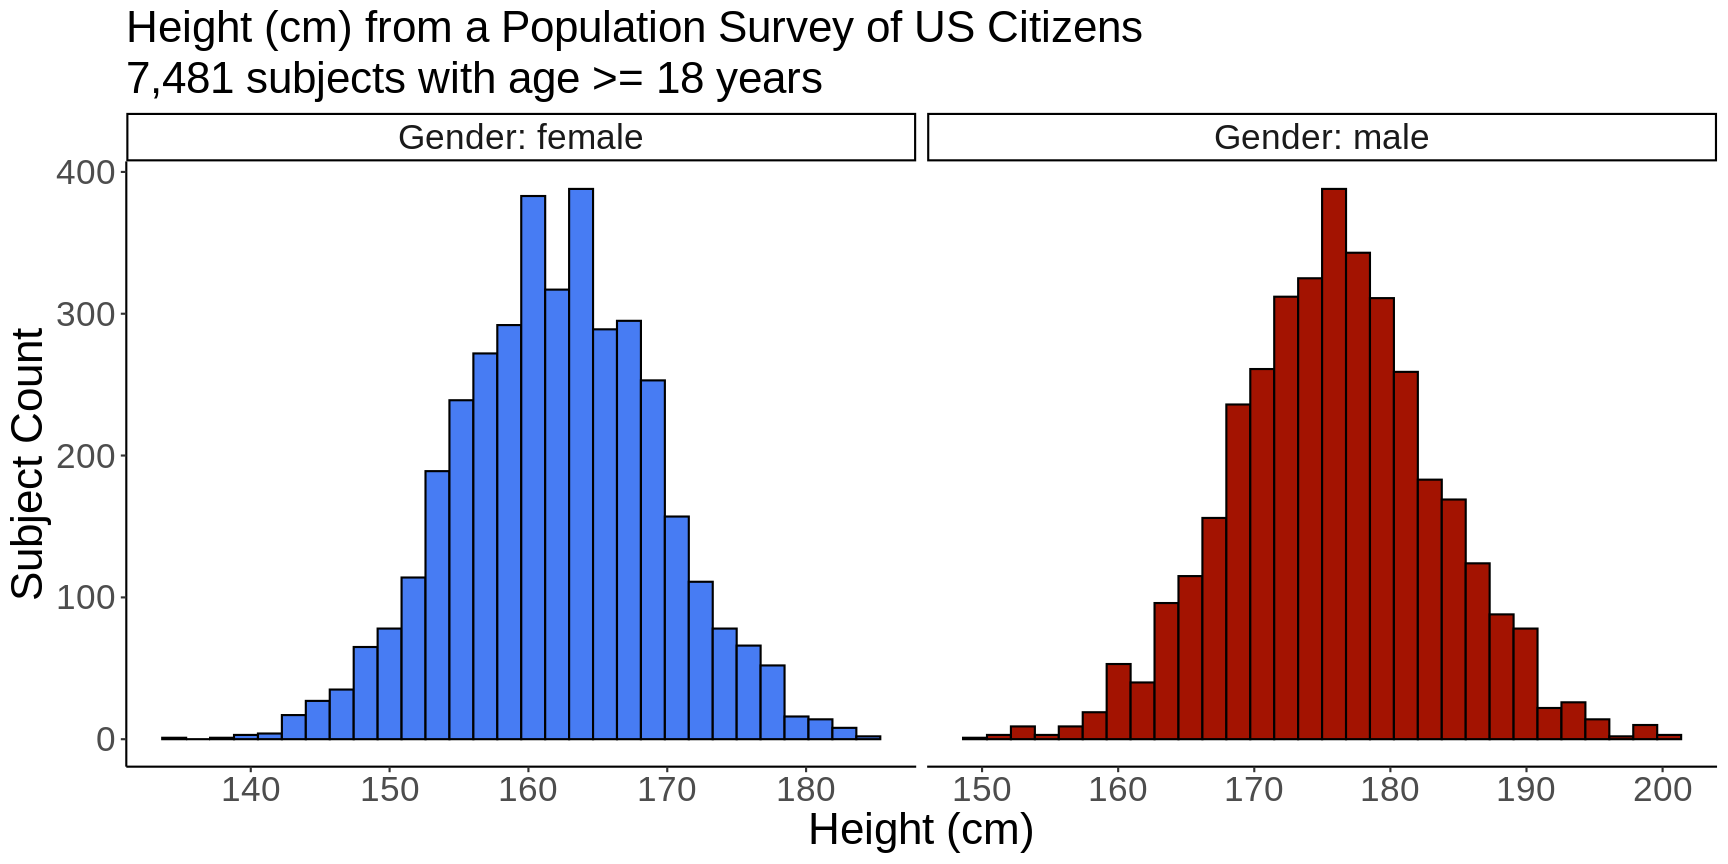 Height (cm) from a Population Survey of US Citizens
7,481 subjects with age >= 18 years
Gender: female
Gender: male
Subject Count
400
300
200
100
0
140 150 160 170 180
150 160 170 180 190 200
Height (cm)